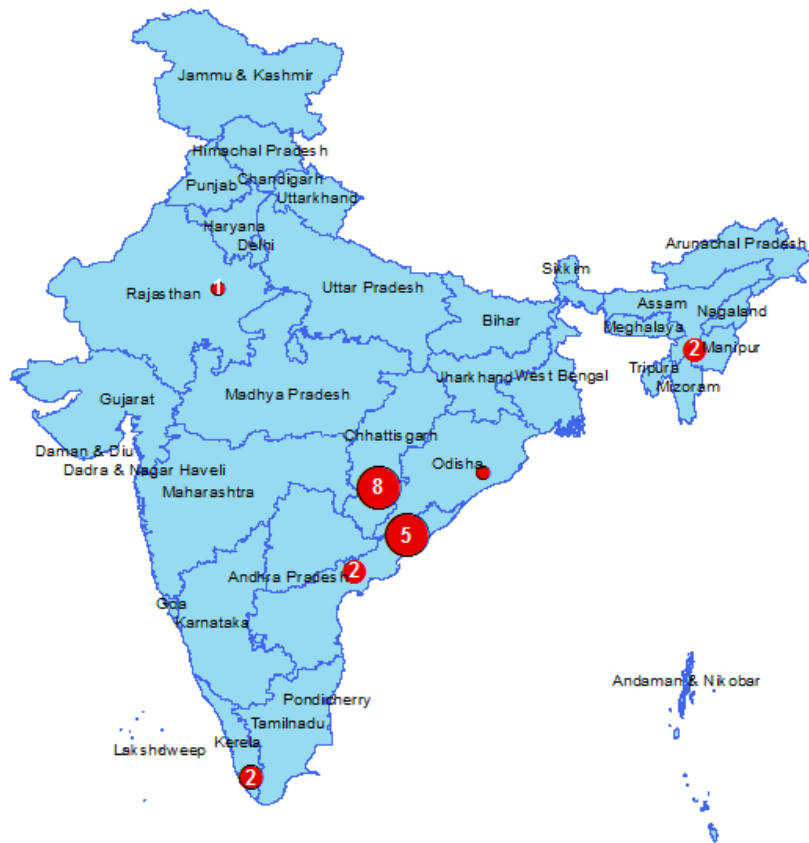 Jammu & Kashmir
Himachal Pradesh
Chandigarh
Punjab
Uttarkhand
Haryana
Delhi
Arunachal Pradesh
Sikkim
Rajasthan
1
Uttar Pradesh
Assam
Nagaland
Bihar
Meghalaya
Manipur
2
Tripura
Mizoram
Jharkhand
West Bengal
Gujarat
Madhya Pradesh
Chhattisgarh
Daman & Diu
Odisha
Dadra & Nagar Haveli
Maharashtra
8
5
Andhra Pradesh
2
Goa
Karnataka
Andaman & Nikobar
Pondicherry
Tamilnadu
Kerela
Lakshdweep
2